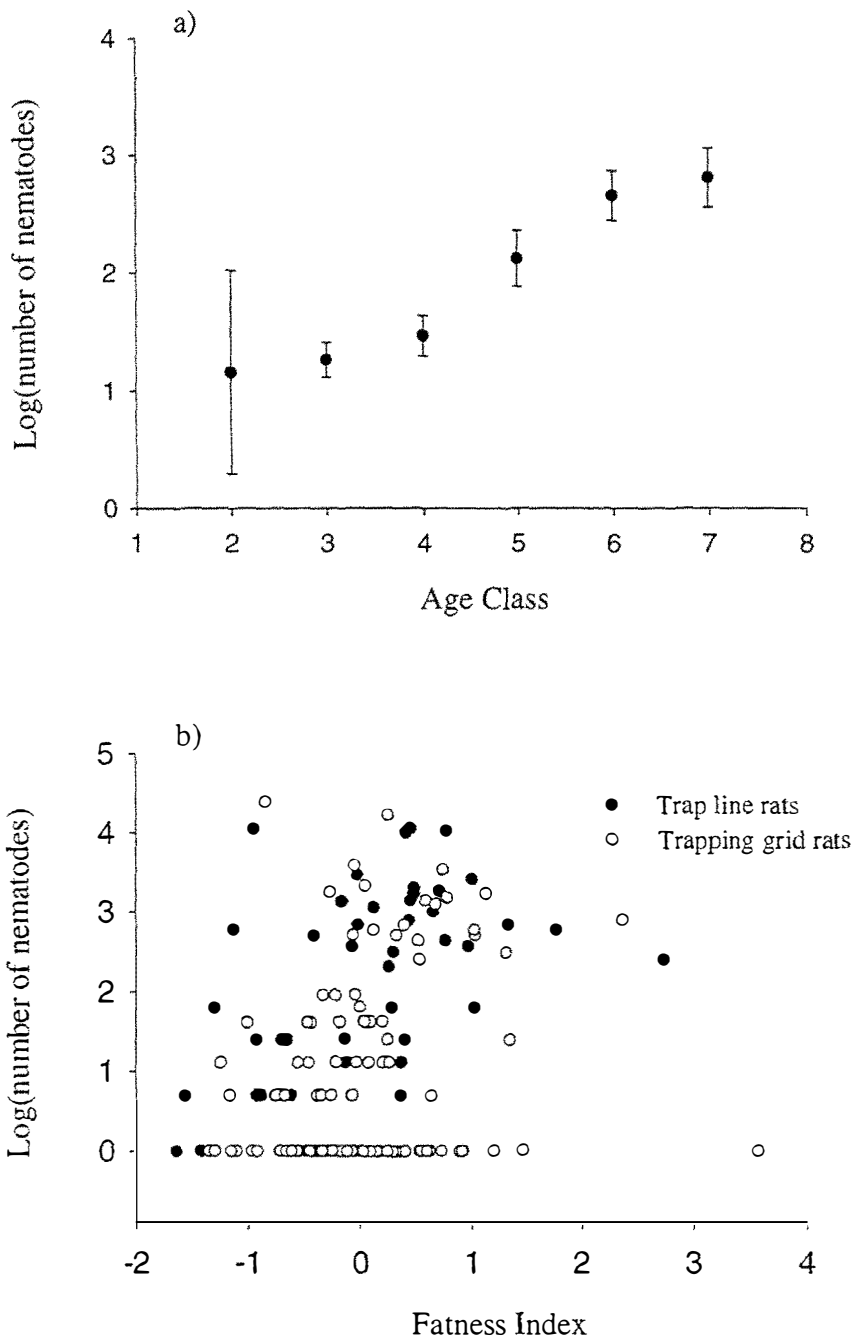 a)
4
3
2
1
0
Log(number of nematodes)
1 2 3 4 5 6 7 8
Age Class
b)
5
4
3
2
1
0
Log(number of nematodes)
Trap line rats
Trapping grid rats
-2 -1 0 1 2 3 4
Fatness Index